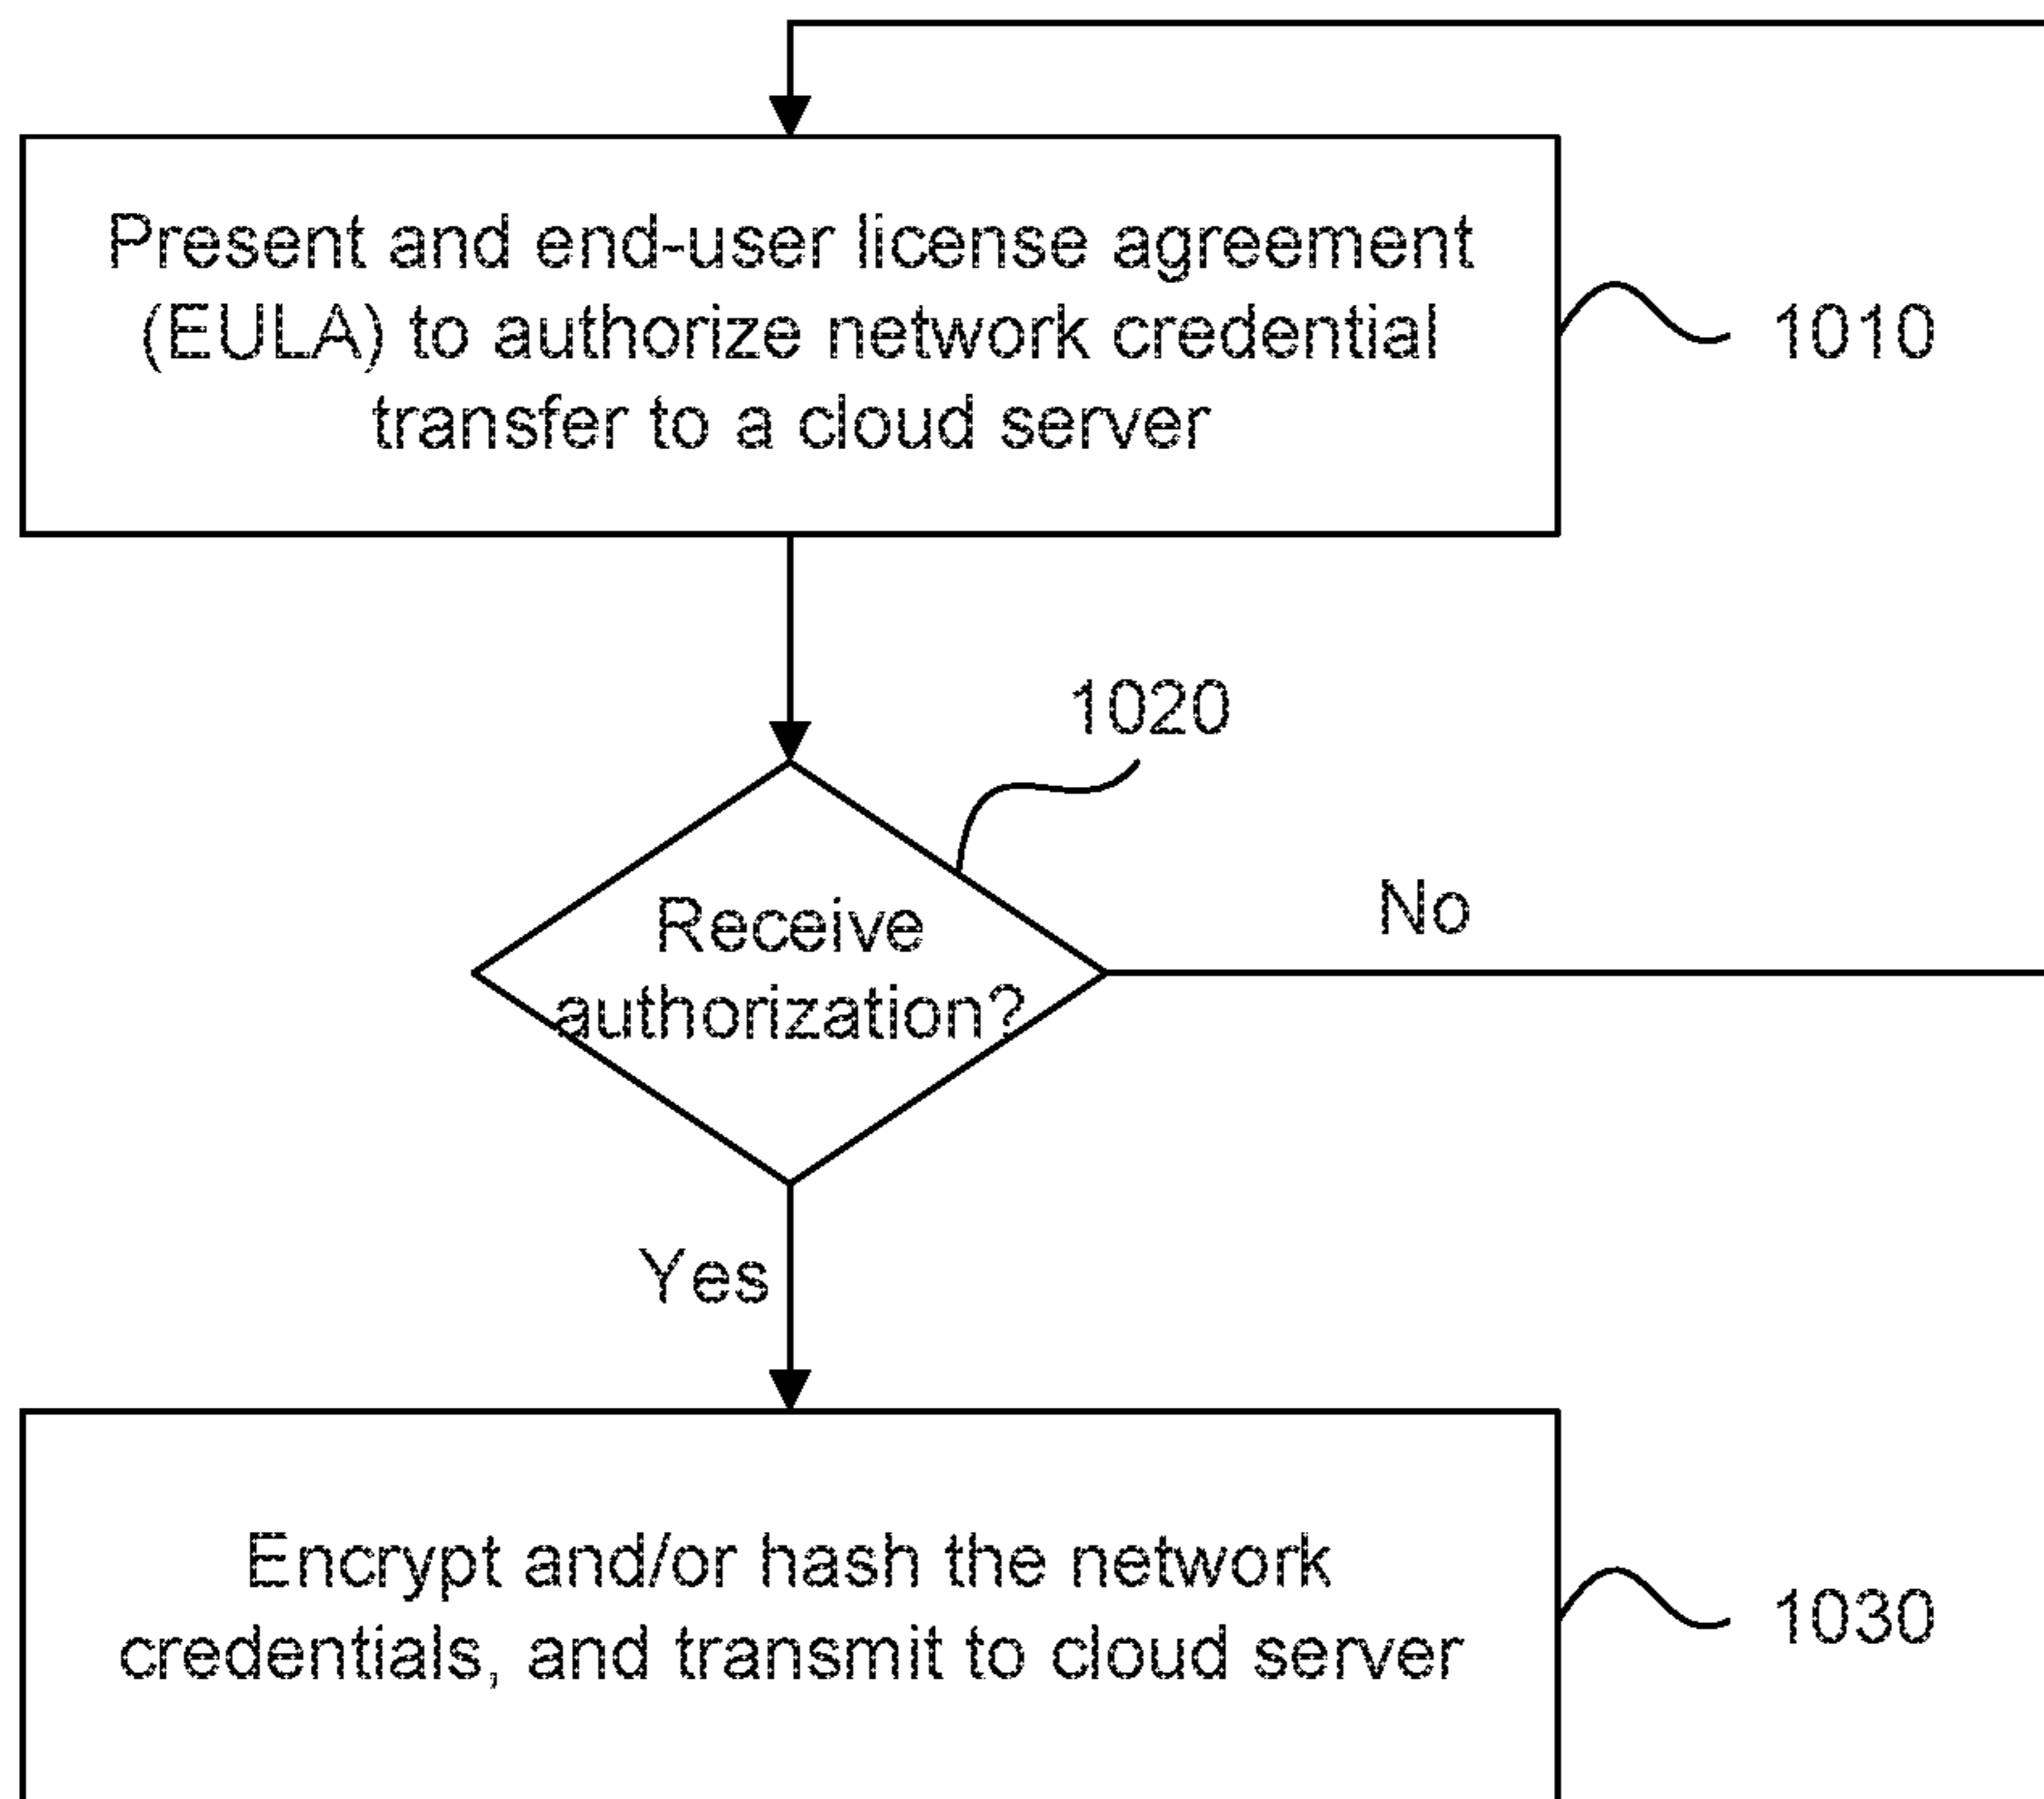 Present and end-user license agreement
(EULA) to authorize network credential
transfer to a cloud server
1010
1020
Receive
authorization?
No
Yes
Encrypt and/or hash the network
credentials, and transmit to cloud server
1030